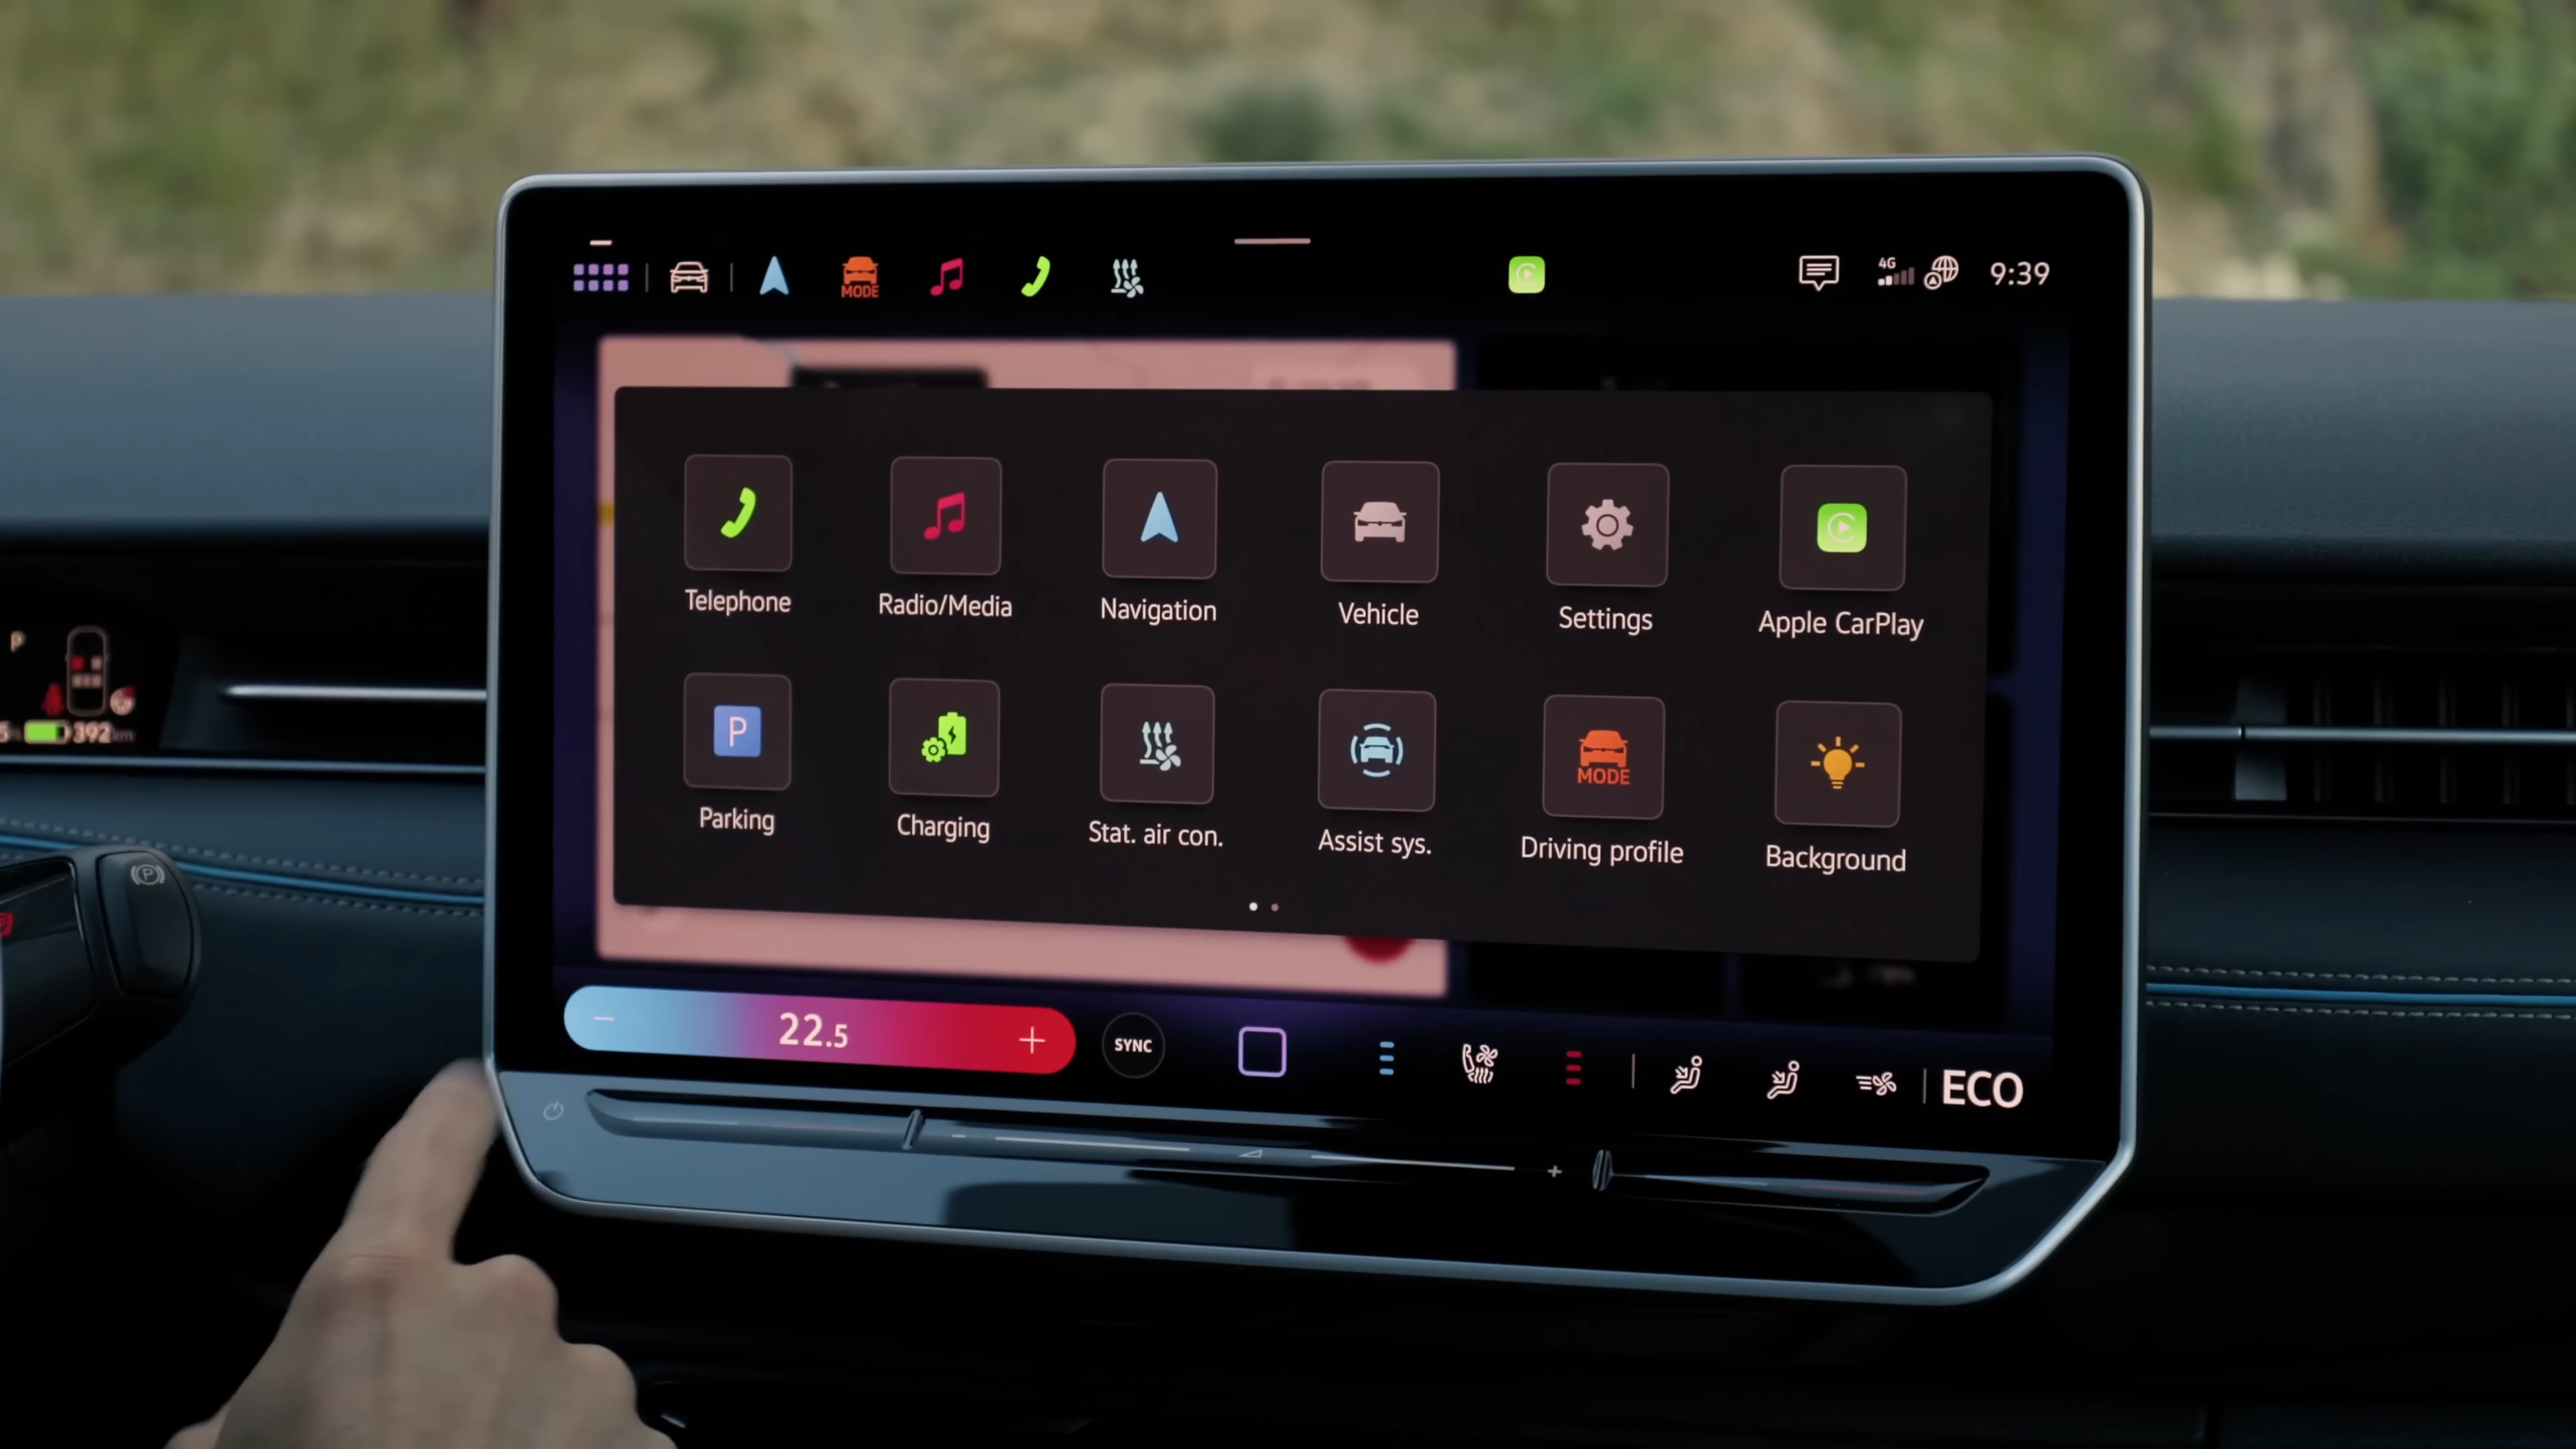 MODE
4G
9:39
Telephone
Radio/Media
Navigation
Vehicle
Settings
Apple CarPlay
P
P
MODE
Parking
Charging
Stat. air con.
Assist sys.
Driving profile
Background
392 km
P
22.5
SYNC
ECO